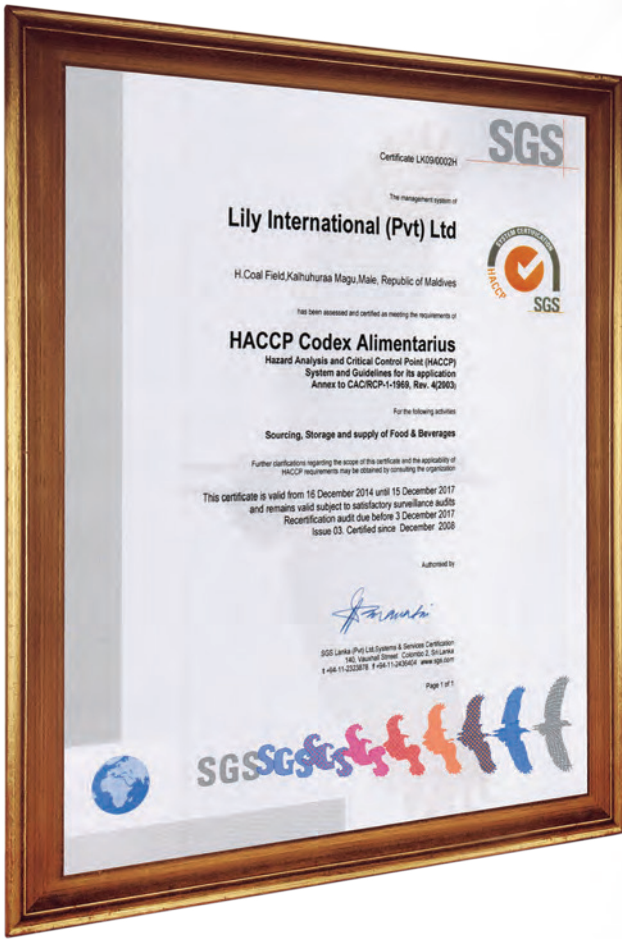 SGS
Certificate LK09/0002H
The management system of
Lily International (Pvt) Ltd
H.Coal Field,Kalhuhuraa Magu,Male, Republic of Maldives
has been assessed and certified as meeting the requirements of
HACCP Codex Alimentarius
Hazard Analysis and Critical Control Point (HACCP)
System and Guidelines for its application
Annex to CAC/RCP-1-1969, Rev. 4(2003)
SYSTEM CERTIFICATION
HACCP
SGS
For the following activities
Sourcing, Storage and supply of Food & Beverages
Further clarifications regarding the scope of this certificate and the applicability of
HACCP requirements may be obtained by consulting the organization
This certificate is valid from 16 December 2014 until 15 December 2017
and remains valid subject to satisfactory surveillance audits
Recertification audit due before 3 December 2017
Issue 03. Certified since December 2008
Authorised by
SGS Lanka (Pvt) Ltd,Systems & Services Certification
140, Vauxhall Street Colombo 2, Sri Lanka
t +94-11-2323878 f +94-11-2436404 www.sgs.com
Page 1 of 1
SGSSGSSGS